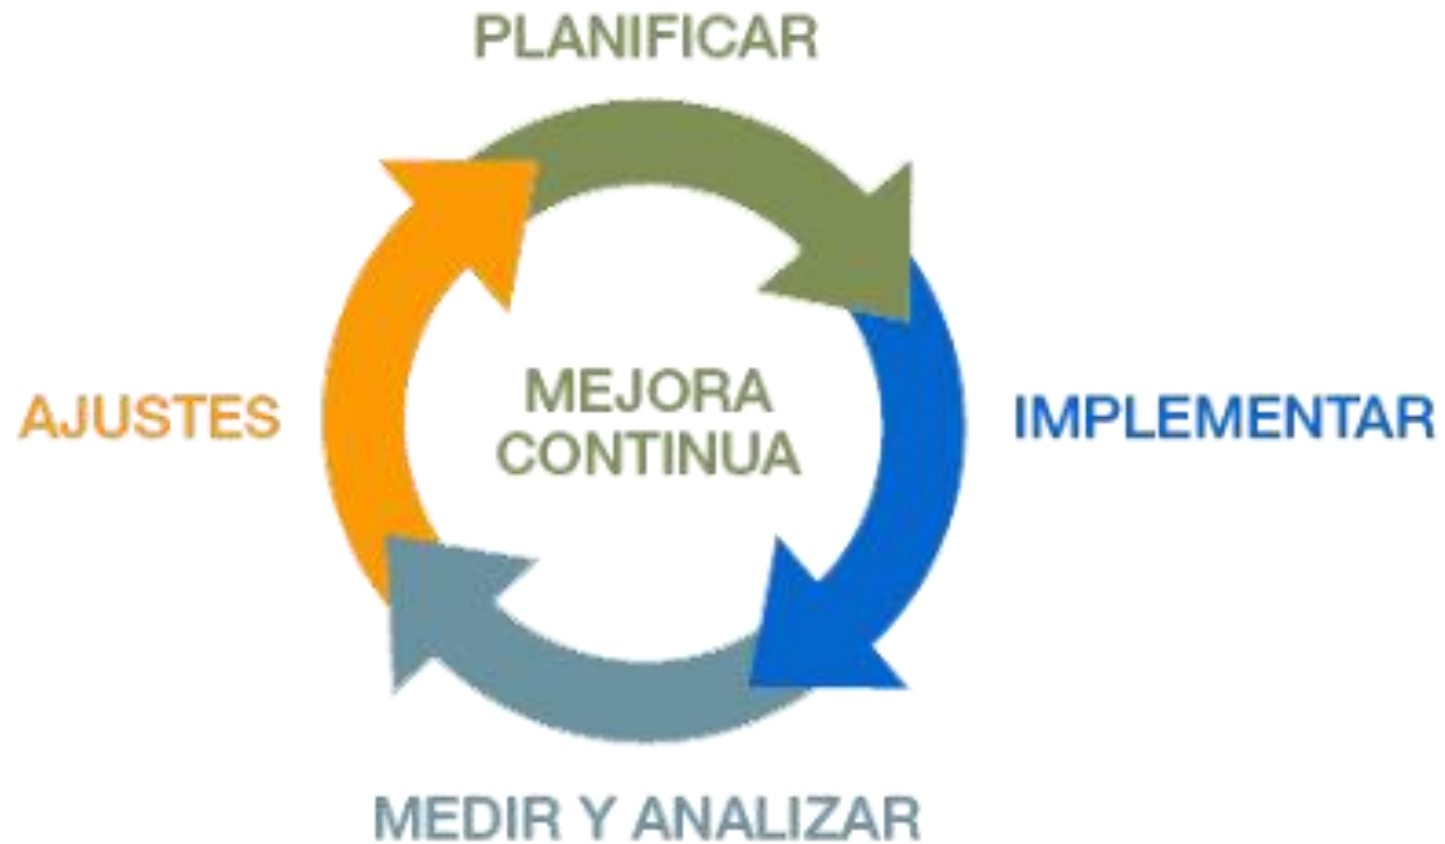 PLANIFICAR
AJUSTES
MEJORA
CONTINUA
IMPLEMENTAR
MEDIR Y ANALIZAR